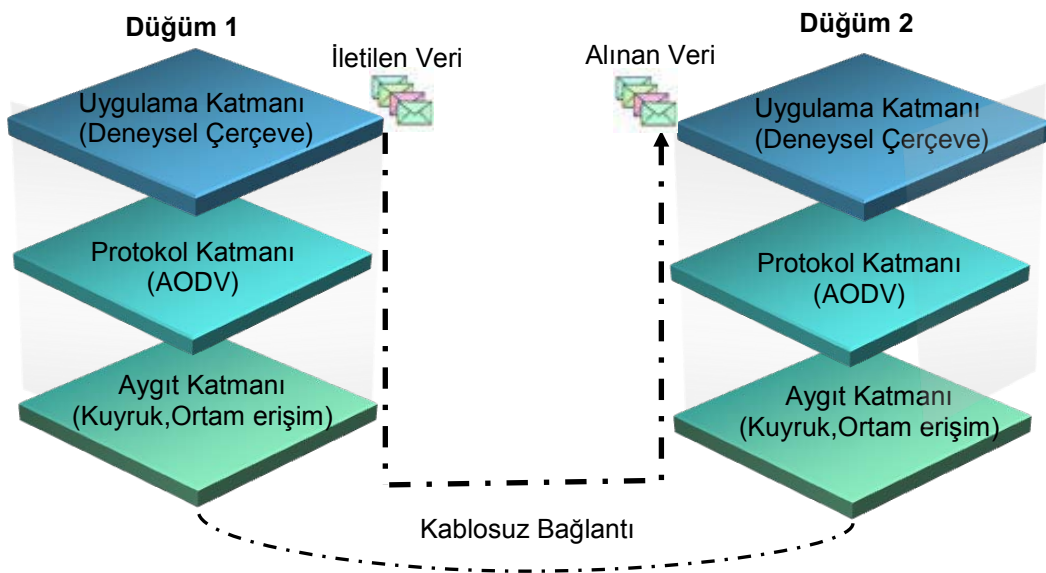 Düğüm 1
Düğüm 2
İletilen Veri
Alınan Veri
Uygulama Katmanı
(Deneysel Çerçeve)
Uygulama Katmanı
(Deneysel Çerçeve)
Protokol Katmanı
(AODV)
Protokol Katmanı
(AODV)
Aygıt Katmanı
(Kuyruk,Ortam erişim)
Aygıt Katmanı
(Kuyruk,Ortam erişim)
Kablosuz Bağlantı